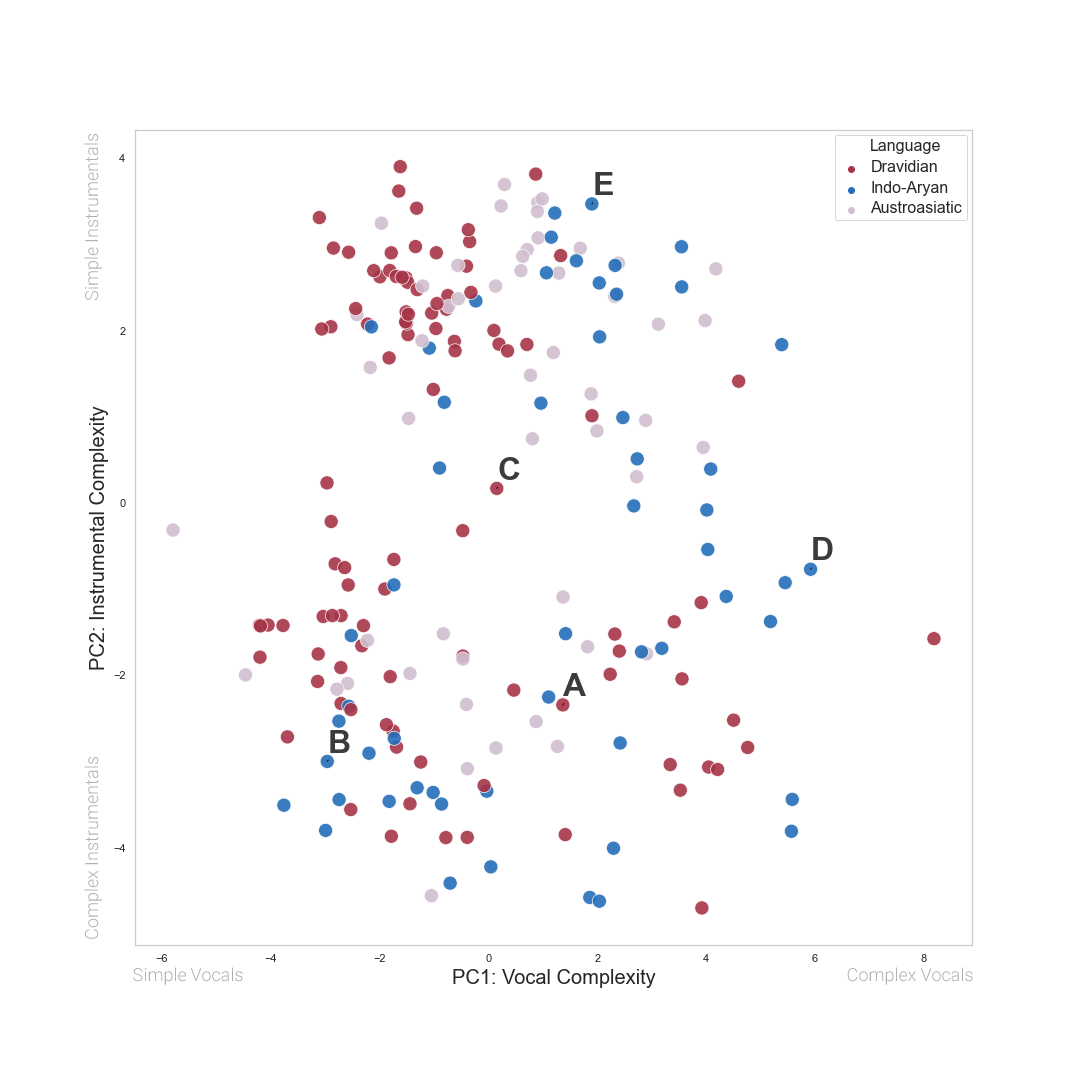 Language
Dravidian
Indo-Aryan
Austroasiatic
E
C
D
A
B
4
2
0
−2
−4
Simple Instrumentals
PC2: Instrumental Complexity
Complex Instrumentals
−6
−4
−2
0
2
4
6
8
Simple Vocals
PC1: Vocal Complexity
Complex Vocals